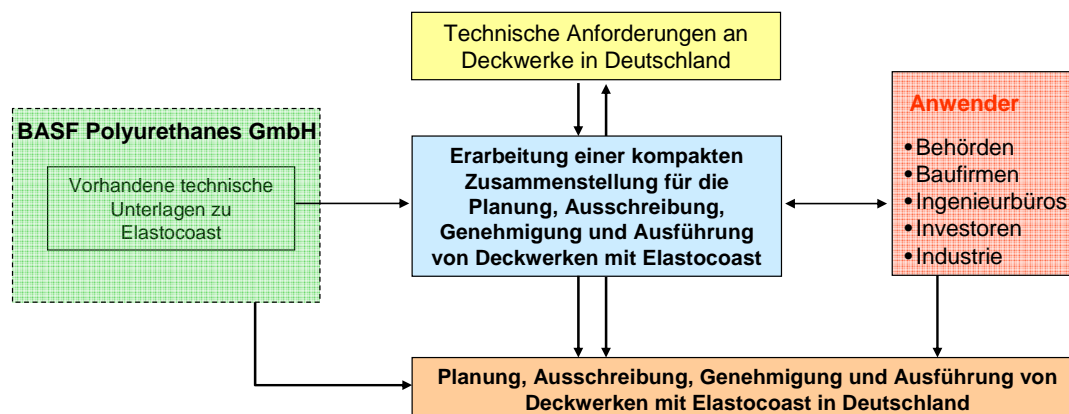 Technische Anforderungen an
Deckwerke in Deutschland
BASF Polyurethanes GmbH
Vorhandene technische
Unterlagen zu
Elastocoast
Erarbeitung einer kompakten
Zusammenstellung für die
Planung, Ausschreibung,
Genehmigung und Ausführung
von Deckwerken mit Elastocoast
Anwender
•Behörden
•Baufirmen
•Ingenieurbüros
•Investoren
•Industrie
Planung, Ausschreibung, Genehmigung und Ausführung von
Deckwerken mit Elastocoast in Deutschland